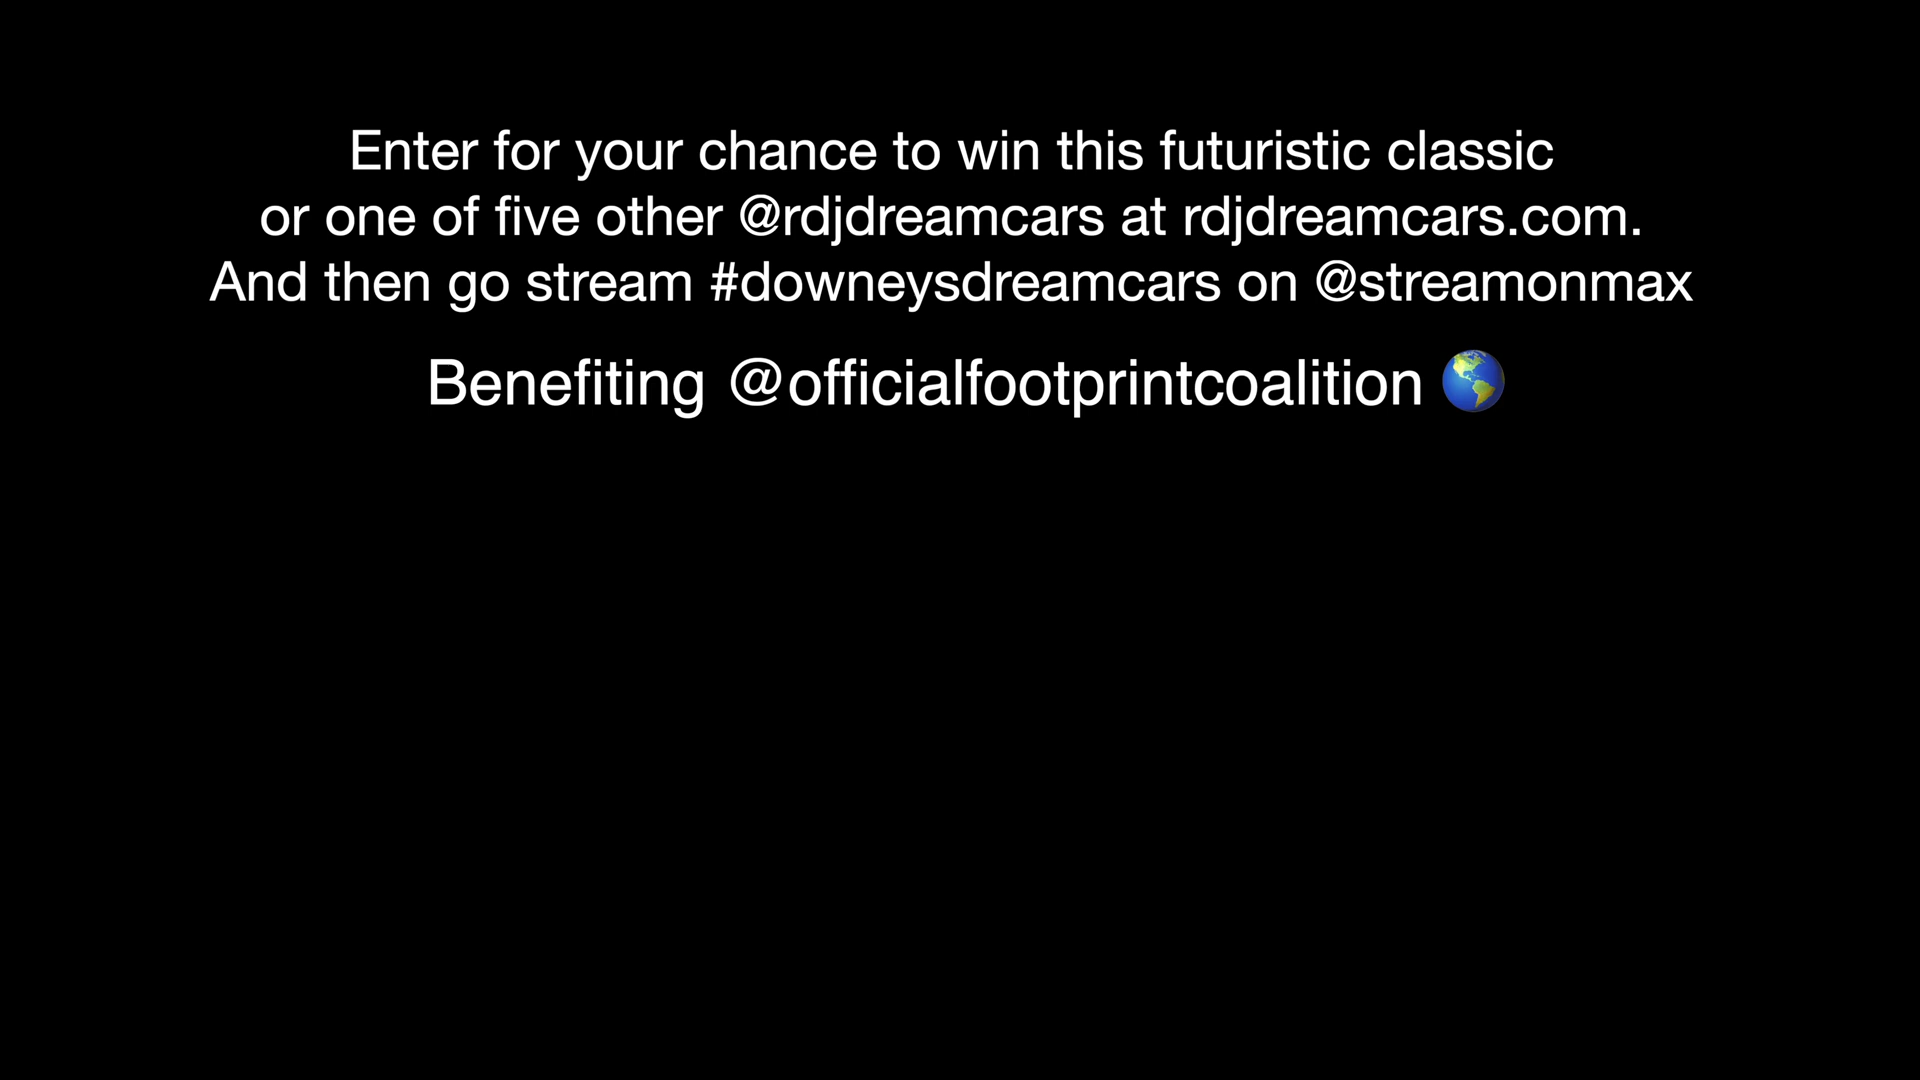 Enter for your chance to win this futuristic classic
or one of five other @rdjdreamcars at rdjdreamcars.com.
And then go stream #downeysdreamcars on @streamonmax
Benefiting @officialfootprintcoalition 🌎